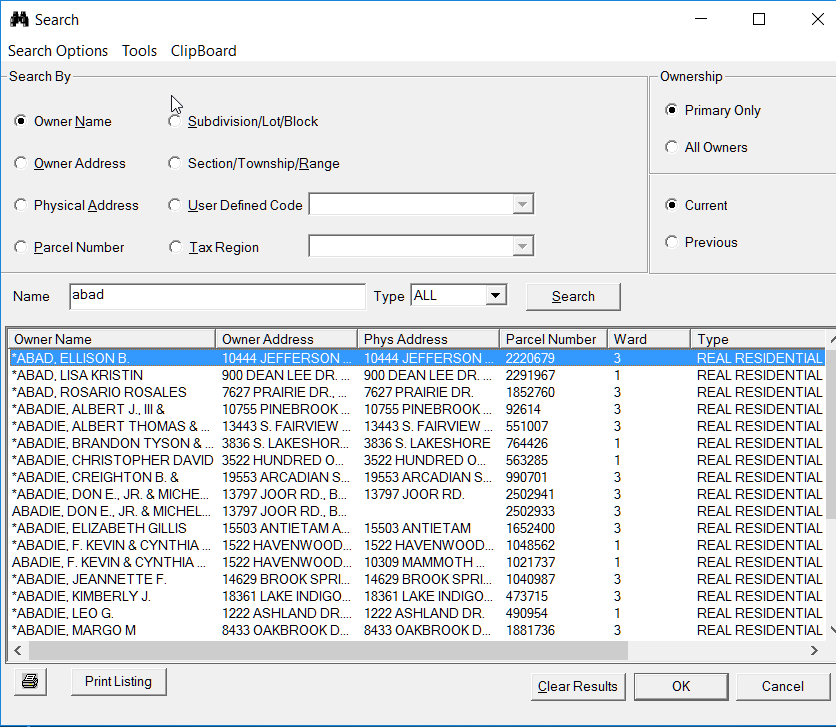 Search
Search Options Tools ClipBoard
Search By
Ownership
Owner Name Subdivision/Lot/Block
Primary Only
Owner Address Section/Township/Range
All Owners
Physical Address User Defined Code
Current
Parcel Number Tax Region
Previous
Name abad Type ALL Search
Owner Name Owner Address Phys Address Parcel Number Ward Type
*ABAD, ELLISON B. 10444 JEFFERSON ... 10444 JEFFERSON ... 2220679 3 REAL RESIDENTIAL
*ABAD, LISA KRISTIN 900 DEAN LEE DR. ... 900 DEAN LEE DR. ... 2291967 1 REAL RESIDENTIAL
*ABAD, ROSARIO ROSALES 7627 PRAIRIE DR., ... 7627 PRAIRIE DR. 1852760 3 REAL RESIDENTIAL
*ABADIE, ALBERT J., III & 10755 PINEBROOK ... 10755 PINEBROOK ... 92614 3 REAL RESIDENTIAL
*ABADIE, ALBERT THOMAS & ... 13443 S. FAIRVIEW ... 13443 S. FAIRVIEW ... 551007 3 REAL RESIDENTIAL
*ABADIE, BRANDON TYSON & ... 3836 S. LAKESHOR... 3836 S. LAKESHORE 764426 1 REAL RESIDENTIAL
*ABADIE, CHRISTOPHER DAVID 3522 HUNDRED O... 3522 HUNDRED O... 563285 1 REAL RESIDENTIAL
*ABADIE, CREIGHTON B. & 19553 ARCADIAN S... 19553 ARCADIAN S... 990701 3 REAL RESIDENTIAL
*ABADIE, DON E., JR. & MICHE... 13797 JOOR RD., B... 13797 JOOR RD. 2502941 3 REAL RESIDENTIAL
ABADIE, DON E., JR. & MICHEL... 13797 JOOR RD., B... 2502933 3 REAL RESIDENTIAL
*ABADIE, ELIZABETH GILLIS 15503 ANTIETAM A... 15503 ANTIETAM 1652400 3 REAL RESIDENTIAL
*ABADIE, F. KEVIN & CYNTHIA ... 1522 HAVENWOOD... 1522 HAVENWOOD... 1048562 1 REAL RESIDENTIAL
ABADIE, F. KEVIN & CYNTHIA ... 1522 HAVENWOOD... 10309 MAMMOTH ... 1021737 1 REAL RESIDENTIAL
*ABADIE, JEANNETTE F. 14629 BROOK SPRI... 14629 BROOK SPRI... 1040987 3 REAL RESIDENTIAL
*ABADIE, KIMBERLY J. 18361 LAKE INDIGO... 18361 LAKE INDIGO... 473715 3 REAL RESIDENTIAL
*ABADIE, LEO G. 1222 ASHLAND DR.... 1222 ASHLAND DR. 490954 1 REAL RESIDENTIAL
*ABADIE, MARGO M 8433 OAKBROOK D... 8433 OAKBROOK D... 1881736 3 REAL RESIDENTIAL
Print Listing Clear Results OK Cancel